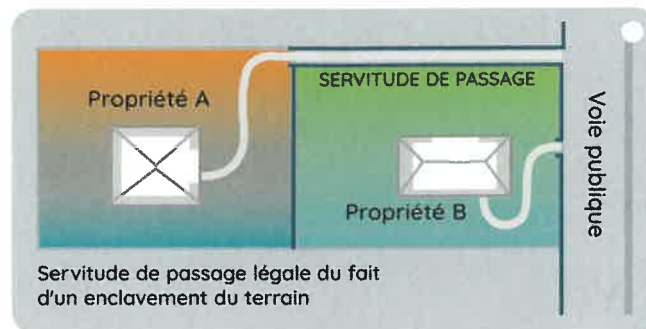 Propriété A
SERVITUDE DE PASSAGE
Propriété B
Voie publique
Servitude de passage légale du fait
d'un enclavement du terrain